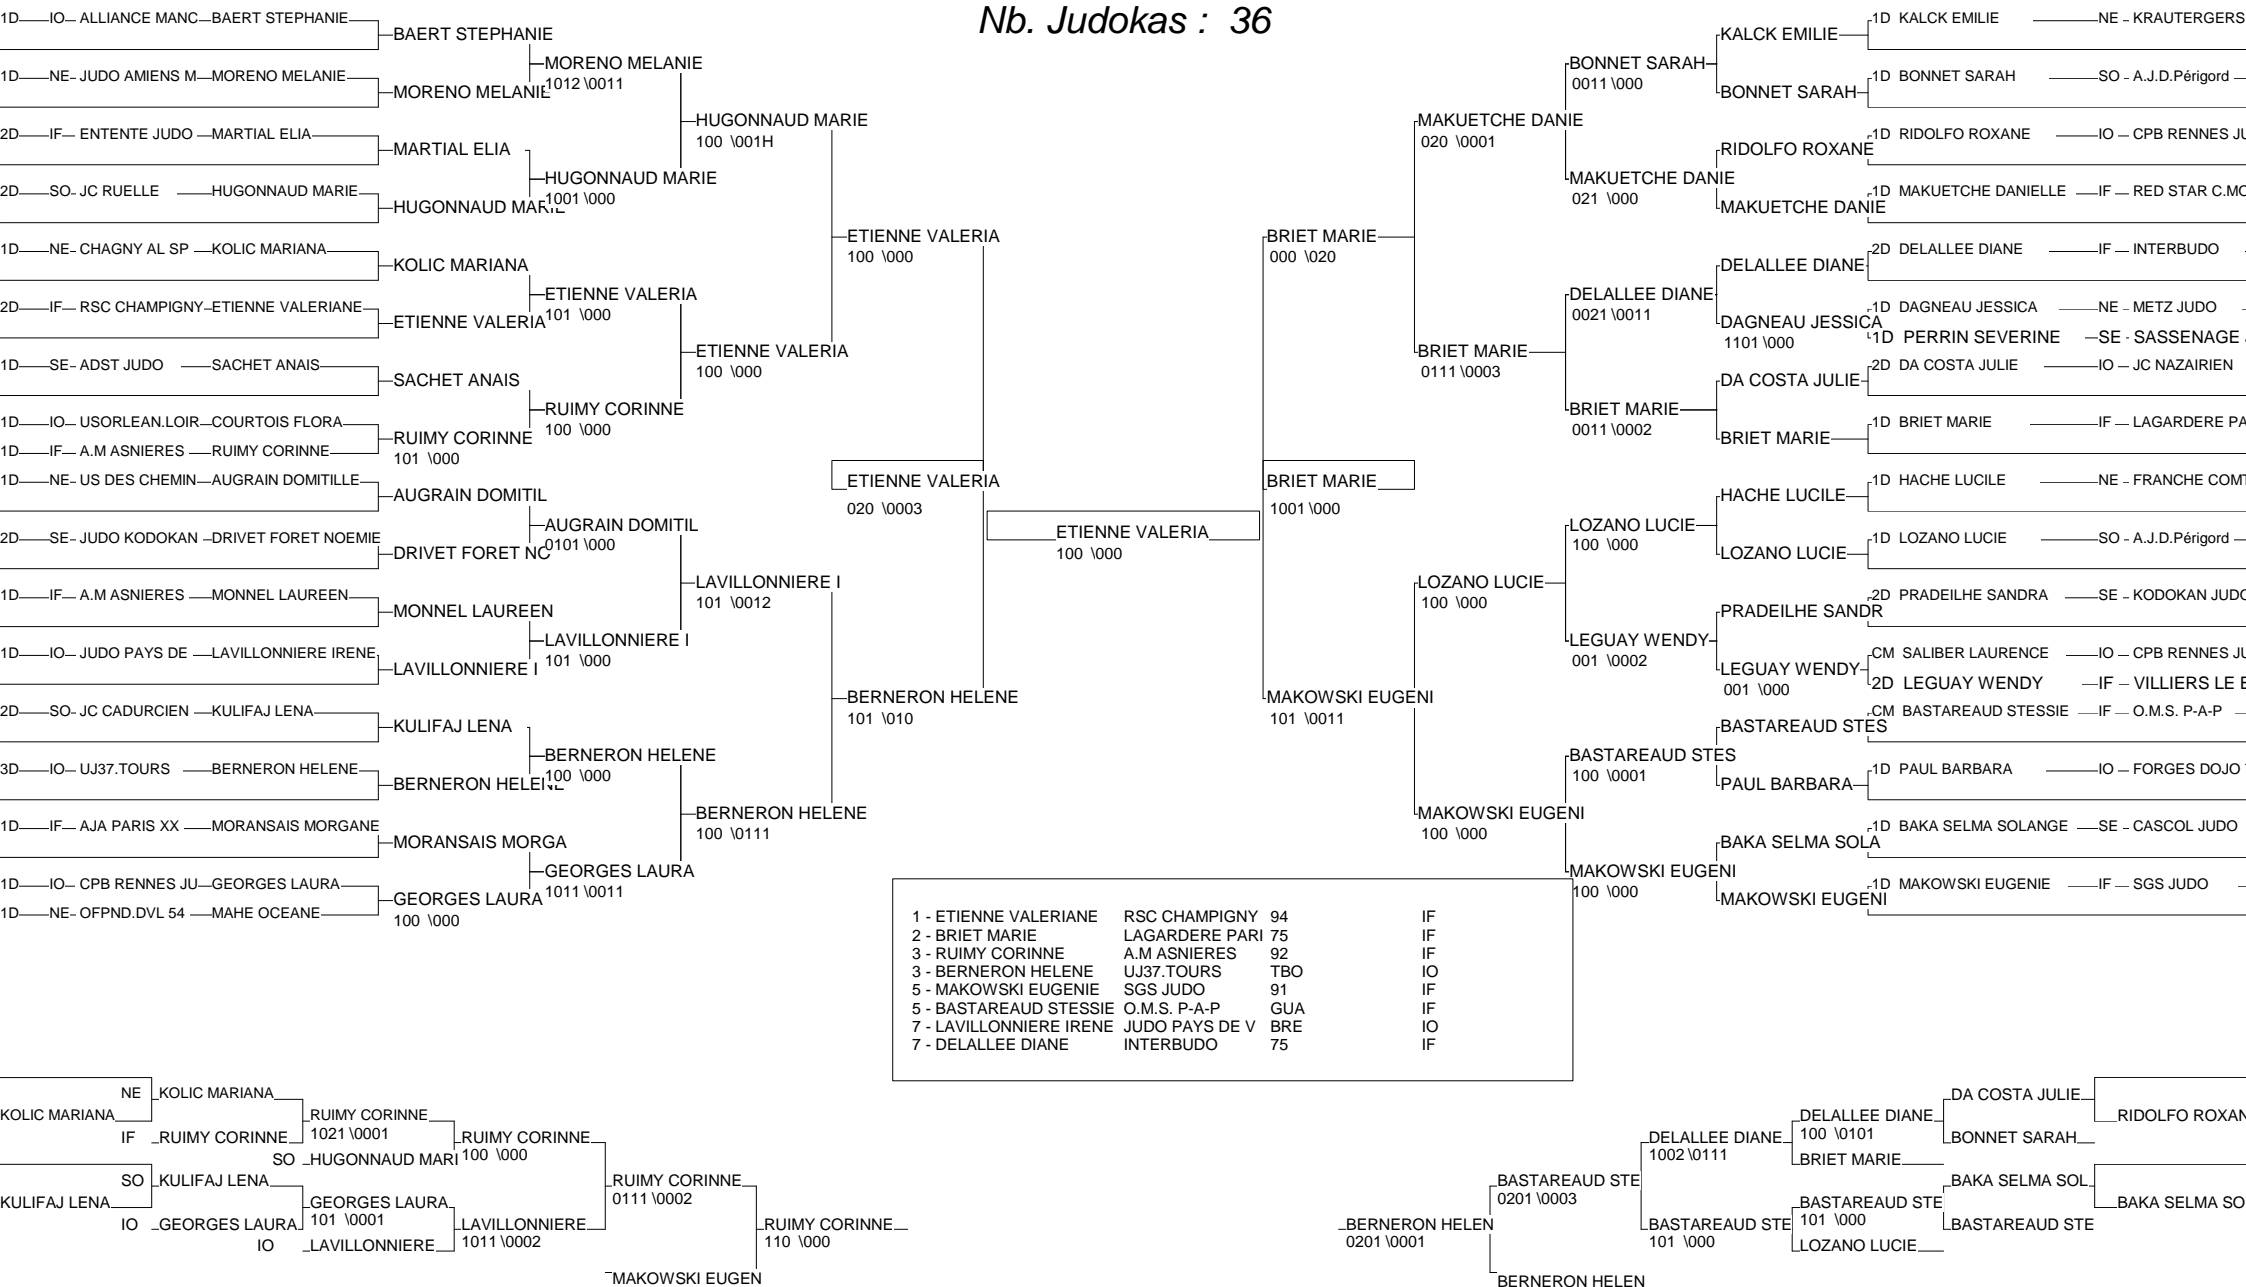 Nb. Judokas : 36
1D IO ALLIANCE MANC BAERT STEPHANIE
1D NE JUDO AMIENS M MORENO MELANIE
2D IF ENTENTE JUDO MARTIAL ELIA
2D SO JC RUELLE HUGONNAUD MARIE
1D NE CHAGNY AL SP KOLIC MARIANA
2D IF RSC CHAMPIGNY ETIENNE VALERIANE
1D SE ADST JUDO SACHET ANAIS
1D IO USORLEAN.LOIR COURTOIS FLORA
1D IF A.M ASNIERES RUIMY CORINNE
1D NE US DES CHEMIN AUGRAIN DOMITILLE
2D SE JUDO KODOKAN DRIVET FORET NOEMIE
1D IF A.M ASNIERES MONNEL LAUREEN
1D IO JUDO PAYS DE LAVILLONNIERE IRENE
2D SO JC CADURCIEN KULIFAJ LENA
3D IO UJ37.TOURS BERNERON HELENE
1D IF AJA PARIS XX MORANSAIS MORGANE
1D IO CPB RENNES JU GEORGES LAURA
1D NE OFPND.DVL 54 MAHE OCEANE
BAERT STEPHANIE
MORENO MELANIE
MARTIAL ELIA
HUGONNAUD MARIE
KOLIC MARIANA
ETIENNE VALERIA
SACHET ANAIS
RUIMY CORINNE
101 \000
AUGRAIN DOMITIL
DRIVET FORET NO
MONNEL LAUREEN
LAVILLONNIERE I
KULIFAJ LENA
BERNERON HELENE
MORANSAIS MORGA
GEORGES LAURA
100 \000
MORENO MELANIE
1012 \0011
HUGONNAUD MARIE
1001 \000
ETIENNE VALERIA
101 \000
RUIMY CORINNE
100 \000
AUGRAIN DOMITIL
0101 \000
LAVILLONNIERE I
101 \000
BERNERON HELENE
100 \000
GEORGES LAURA
1011 \0011
HUGONNAUD MARIE
100 \001H
ETIENNE VALERIA
100 \000
LAVILLONNIERE I
101 \0012
BERNERON HELENE
100 \0111
ETIENNE VALERIA
100 \000
BERNERON HELENE
101 \010
ETIENNE VALERIA
020 \0003
ETIENNE VALERIA
100 \000
BRIET MARIE
1001 \000
BRIET MARIE
000 \020
MAKOWSKI EUGENI
101 \0011
MAKUETCHE DANIE
020 \0001
BRIET MARIE
0111 \0003
LOZANO LUCIE
100 \000
MAKOWSKI EUGENI
100 \000
BONNET SARAH
0011 \000
MAKUETCHE DANIE
021 \000
DELALLEE DIANE
0021 \0011
BRIET MARIE
0011 \0002
LOZANO LUCIE
100 \000
LEGUAY WENDY
001 \0002
BASTAREAUD STES
100 \0001
MAKOWSKI EUGENI
100 \000
KALCK EMILIE
BONNET SARAH
RIDOLFO ROXANE
MAKUETCHE DANIE
DELALLEE DIANE
DAGNEAU JESSICA
1101 \000
DA COSTA JULIE
BRIET MARIE
HACHE LUCILE
LOZANO LUCIE
PRADEILHE SANDR
LEGUAY WENDY
001 \000
BASTAREAUD STES
PAUL BARBARA
BAKA SELMA SOLA
MAKOWSKI EUGENI
1D KALCK EMILIE NE KRAUTERGERS
1D BONNET SARAH SO A.J.D.Périgord
1D RIDOLFO ROXANE IO CPB RENNES JU
1D MAKUETCHE DANIELLE IF RED STAR C.MO
2D DELALLEE DIANE IF INTERBUDO
1D DAGNEAU JESSICA NE METZ JUDO
1D PERRIN SEVERINE SE SASSENAGE
2D DA COSTA JULIE IO JC NAZAIRIEN
1D BRIET MARIE IF LAGARDERE PA
1D HACHE LUCILE NE FRANCHE COMT
1D LOZANO LUCIE SO A.J.D.Périgord
2D PRADEILHE SANDRA SE KODOKAN JUDO
CM SALIBER LAURENCE IO CPB RENNES JU
2D LEGUAY WENDY IF VILLIERS LE
CM BASTAREAUD STESSIE IF O.M.S. P-A-P
1D PAUL BARBARA IO FORGES DOJO
1D BAKA SELMA SOLANGE SE CASCOL JUDO
1D MAKOWSKI EUGENIE IF SGS JUDO
1 - ETIENNE VALERIANE RSC CHAMPIGNY 94 IF
2 - BRIET MARIE LAGARDERE PARI 75 IF
3 - RUIMY CORINNE A.M ASNIERES 92 IF
3 - BERNERON HELENE UJ37.TOURS TBO IO
5 - MAKOWSKI EUGENIE SGS JUDO 91 IF
5 - BASTAREAUD STESSIE O.M.S. P-A-P GUA IF
7 - LAVILLONNIERE IRENE JUDO PAYS DE V BRE IO
7 - DELALLEE DIANE INTERBUDO 75 IF
KOLIC MARIANA
KULIFAJ LENA
NE KOLIC MARIANA
IF RUIMY CORINNE
SO KULIFAJ LENA
IO GEORGES LAURA
RUIMY CORINNE
1021 \0001
SO HUGONNAUD MARI
GEORGES LAURA
101 \0001
IO LAVILLONNIERE
RUIMY CORINNE
100 \000
LAVILLONNIERE
1011 \0002
RUIMY CORINNE
0111 \0002
MAKOWSKI EUGEN
RUIMY CORINNE
110 \000
BERNERON HELEN
0201 \0001
BASTAREAUD STE
0201 \0003
BERNERON HELEN
DELALLEE DIANE
1002 \0111
BASTAREAUD STE
101 \000
DELALLEE DIANE
100 \0101
BRIET MARIE
BASTAREAUD STE
101 \000
LOZANO LUCIE
DA COSTA JULIE
BONNET SARAH
BAKA SELMA SOL
BASTAREAUD STE
RIDOLFO ROXAN
BAKA SELMA SO